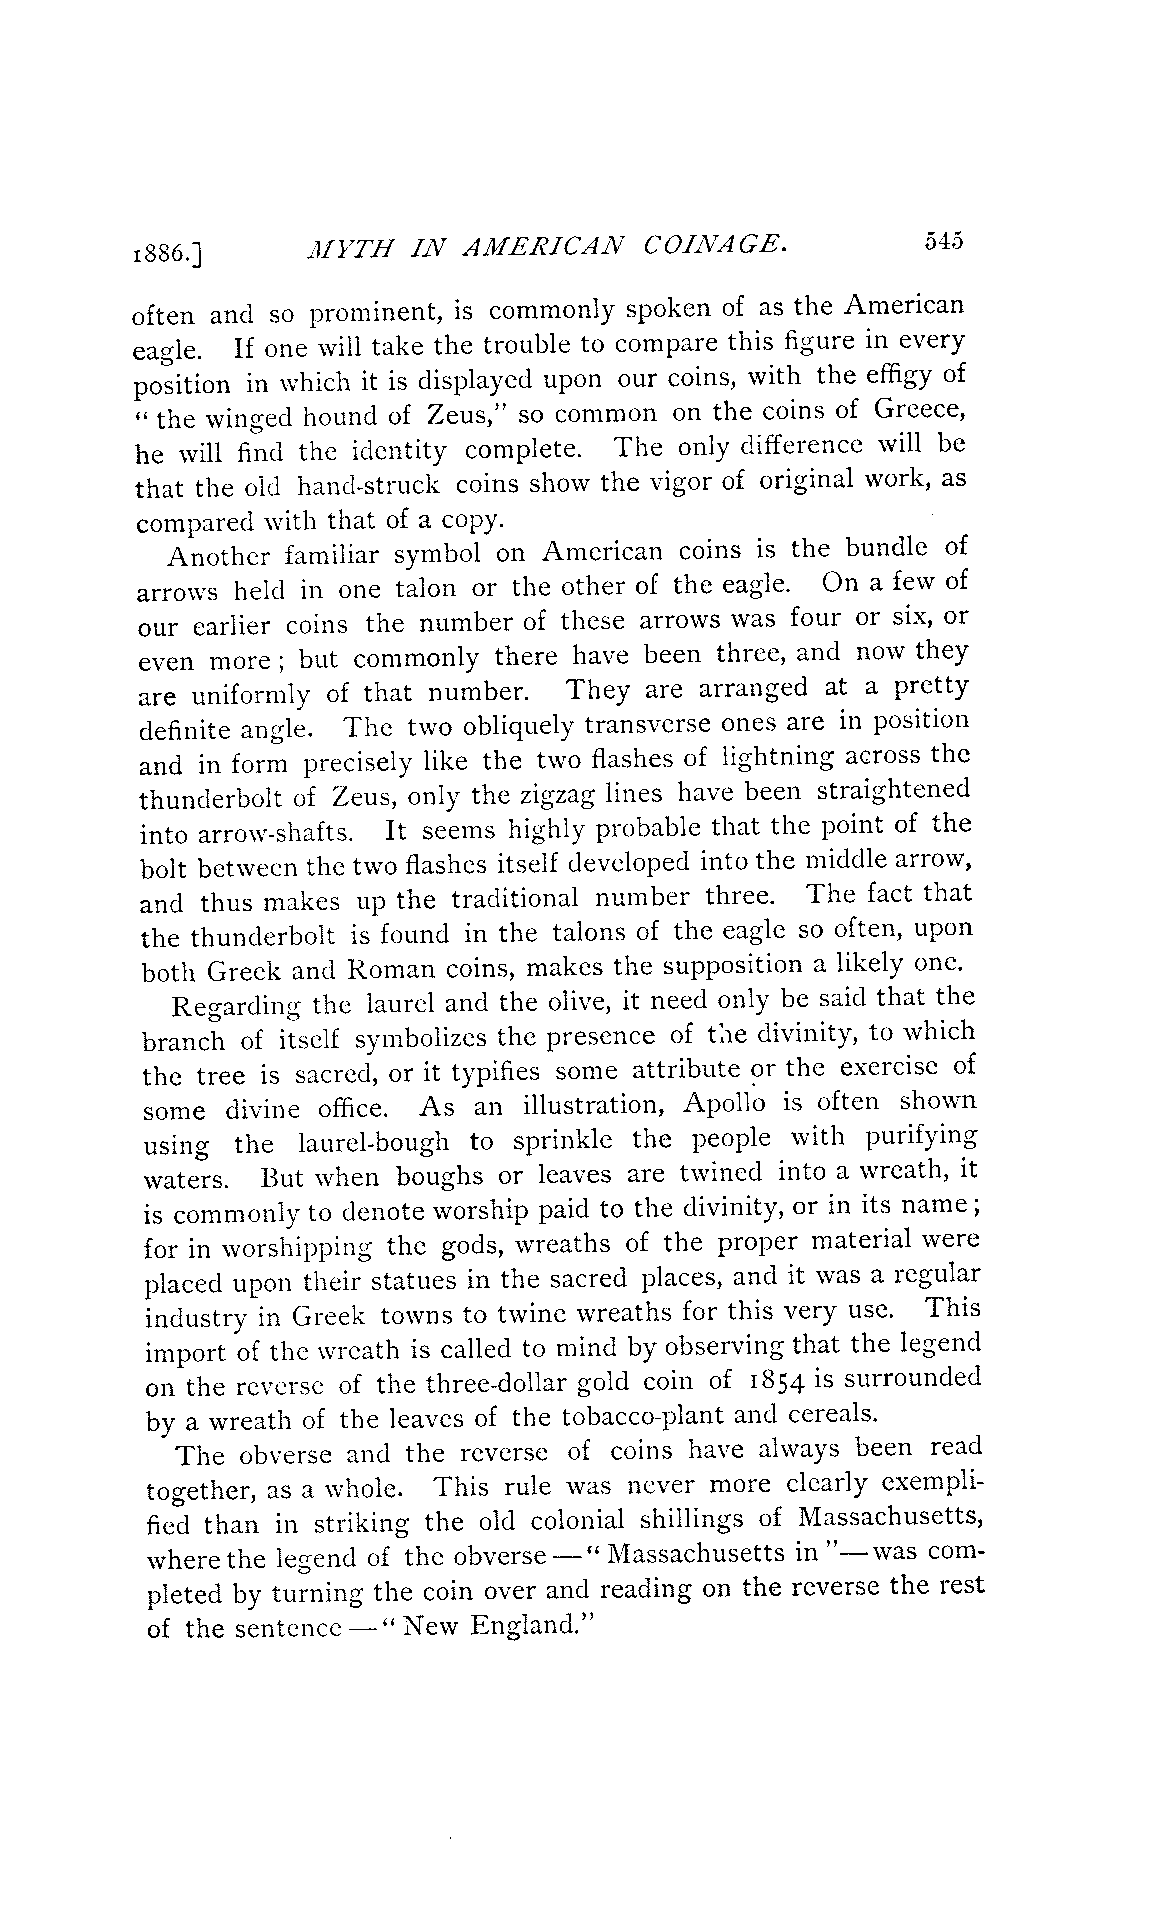 1886.] MYTH IN AMERICAN COINAGE. 545
often and so prominent, is commonly spoken of as the American
eagle. If one will take the trouble to compare this figure in every
position in which it is displayed upon our coins, with the effigy of
“ the winged hound of Zeus,” so common on the coins of Greece,
he will find the identity complete. The only difference will be
that the old hand-struck coins show the vigor of original work, as
compared with that of a copy.
Another familiar symbol on American coins is the bundle of
arrows held in one talon or the other of the eagle. On a few of
our earlier coins the number of these arrows was four or six, or
even more ; but commonly there have been three, and now they
are uniformly of that number. They are arranged at a pretty
definite angle. The two obliquely transverse ones are in position
and in form precisely like the two flashes of lightning across the
thunderbolt of Zeus, only the zigzag lines have been straightened
into arrow-shafts. It seems highly probable that the point of the
bolt between the two flashes itself developed into the middle arrow,
and thus makes up the traditional number three. The fact that
the thunderbolt is found in the talons of the eagle so often, upon
both Greek and Roman coins, makes the supposition a likely one.
Regarding the laurel and the olive, it need only be said that the
branch of itself symbolizes the presence of the divinity, to which
the tree is sacred, or it typifies some attribute or the exercise of
some divine office. As an illustration, Apollo is often shown
using the laurel-bough to sprinkle the people with purifying
waters. But when boughs or leaves are twined into a wreath, it
is commonly to denote worship paid to the divinity, or in its name ;
for in worshipping the gods, wreaths of the proper material were
placed upon their statues in the sacred places, and it was a regular
industry in Greek towns to twine wreaths for this very use. This
import of the wreath is called to mind by observing that the legend
on the reverse of the three-dollar gold coin of 1854 is surrounded
by a wreath of the leaves of the tobacco-plant and cereals.
The obverse and the reverse of coins have always been read
together, as a whole. This rule was never more clearly exempli-
fied than in striking the old colonial shillings of Massachusetts,
where the legend of the obverse — “ Massachusetts in ”— was com-
pleted by turning the coin over and reading on the reverse the rest
of the sentence — “ New England.”